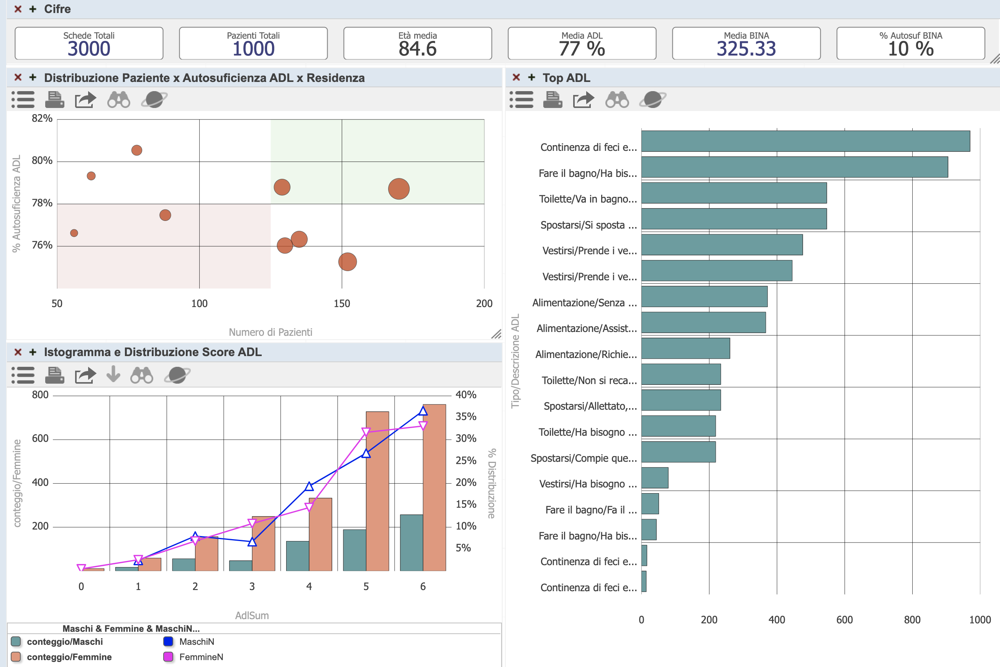 Cifre
Schede Totali
3000
Pazienti Totali
1000
Età media
84.6
Media ADL
77 %
Media BINA
325.33
% Autosuf BINA
10 %
Distribuzione Paziente x Autosuficienza ADL x Residenza
% Autosuficienza ADL
82%
80%
78%
76%
50 100 150 200
Numero di Pazienti
Istogramma e Distribuzione Score ADL
conteggio/Femmine
800
600
400
200
40%
35%
30%
25%
20%
15%
10%
5%
% Distribuzione
0 1 2 3 4 5 6
AdlSum
Maschi & Femmine & MaschiN...
conteggio/Maschi
MaschiN
conteggio/Femmine
FemmineN
Top ADL
Tipo/Descrizione ADL
Continenza di feci e...
Fare il bagno/Ha bis...
Toilette/Va in bagno...
Spostarsi/Si sposta ...
Vestirsi/Prende i ve...
Vestirsi/Prende i ve...
Alimentazione/Senza ...
Alimentazione/Assist...
Alimentazione/Richie...
Toilette/Non si reca...
Spostarsi/Allettato,...
Toilette/Ha bisogno ...
Spostarsi/Compie que...
Vestirsi/Ha bisogno ...
Fare il bagno/Fa il ...
Fare il bagno/Ha bis...
Continenza di feci e...
Continenza di feci e...
0 200 400 600 800 1000